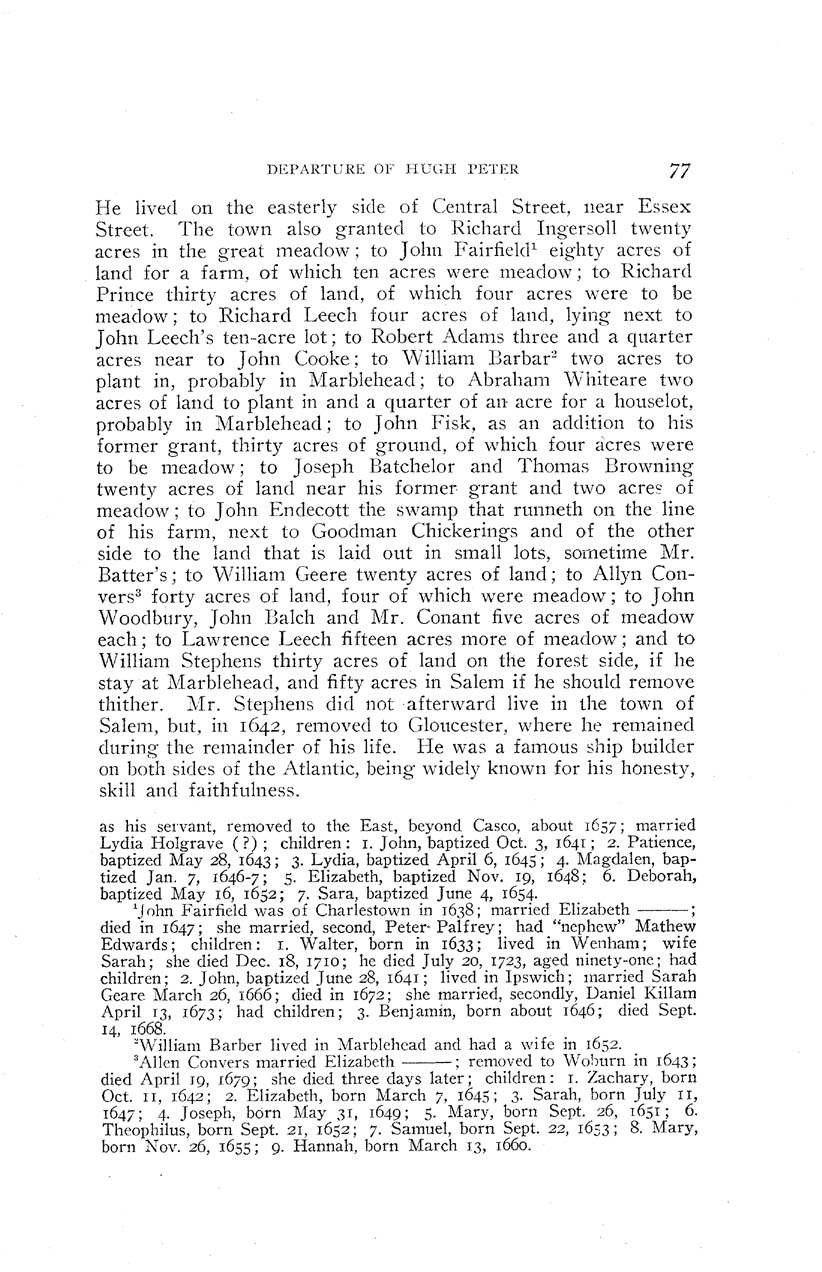 DEPARTURE OF HUGH PETER 77
He lived on the easterly side of Central Street, near Essex
Street. The town also granted to Richard Ingersoll twenty
acres in the great meadow; to John Fairfield¹ eighty acres of
land for a farm, of which ten acres were meadow; to Richard
Prince thirty acres of land, of which four acres were to be
meadow; to Richard Leech four acres of land, lying next to
John Leech's ten-acre lot; to Robert Adams three and a quarter
acres near to John Cooke; to William Barbar² two acres to
plant in, probably in Marblehead; to Abraham Whiteare two
acres of land to plant in and a quarter of an acre for a houselot,
probably in Marblehead; to John Fisk, as an addition to his
former grant, thirty acres of ground, of which four acres were
to be meadow; to Joseph Batchelor and Thomas Browning
twenty acres of land near his former grant and two acres of
meadow; to John Endecott the swamp that runneth on the line
of his farm, next to Goodman Chickerings and of the other
side to the land that is laid out in small lots, sometime Mr.
Batter's; to William Geere twenty acres of land; to Allyn Con-
vers³ forty acres of land, four of which were meadow; to John
Woodbury, John Balch and Mr. Conant five acres of meadow
each; to Lawrence Leech fifteen acres more of meadow; and to
William Stephens thirty acres of land on the forest side, if he
stay at Marblehead, and fifty acres in Salem if he should remove
thither. Mr. Stephens did not afterward live in the town of
Salem, but, in 1642, removed to Gloucester, where he remained
during the remainder of his life. He was a famous ship builder
on both sides of the Atlantic, being widely known for his honesty,
skill and faithfulness.
as his servant, removed to the East, beyond Casco, about 1657; married
Lydia Holgrave (?); children: 1. John, baptized Oct. 3, 1641; 2. Patience,
baptized May 28, 1643; 3. Lydia, baptized April 6, 1645; 4. Magdalen, bap-
tized Jan. 7, 1646-7; 5. Elizabeth, baptized Nov. 19, 1648; 6. Deborah,
baptized May 16, 1652; 7. Sara, baptized June 4, 1654.
¹John Fairfield was of Charlestown in 1638; married Elizabeth ———;
died in 1647; she married, second, Peter Palfrey; had "nephew" Mathew
Edwards; children: 1. Walter, born in 1633; lived in Wenham; wife
Sarah; she died Dec. 18, 1710; he died July 20, 1723, aged ninety-one; had
children; 2. John, baptized June 28, 1641; lived in Ipswich; married Sarah
Geare March 26, 1666; died in 1672; she married, secondly, Daniel Killam
April 13, 1673; had children; 3. Benjamin, born about 1646; died Sept.
14, 1668.
²William Barber lived in Marblehead and had a wife in 1652.
³Allen Convers married Elizabeth ———; removed to Woburn in 1643;
died April 19, 1679; she died three days later; children: 1. Zachary, born
Oct. 11, 1642; 2. Elizabeth, born March 7, 1645; 3. Sarah, born July 11,
1647; 4. Joseph, born May 31, 1649; 5. Mary, born Sept. 26, 1651; 6.
Theophilus, born Sept. 21, 1652; 7. Samuel, born Sept. 22, 1653; 8. Mary,
born Nov. 26, 1655; 9. Hannah, born March 13, 1660.